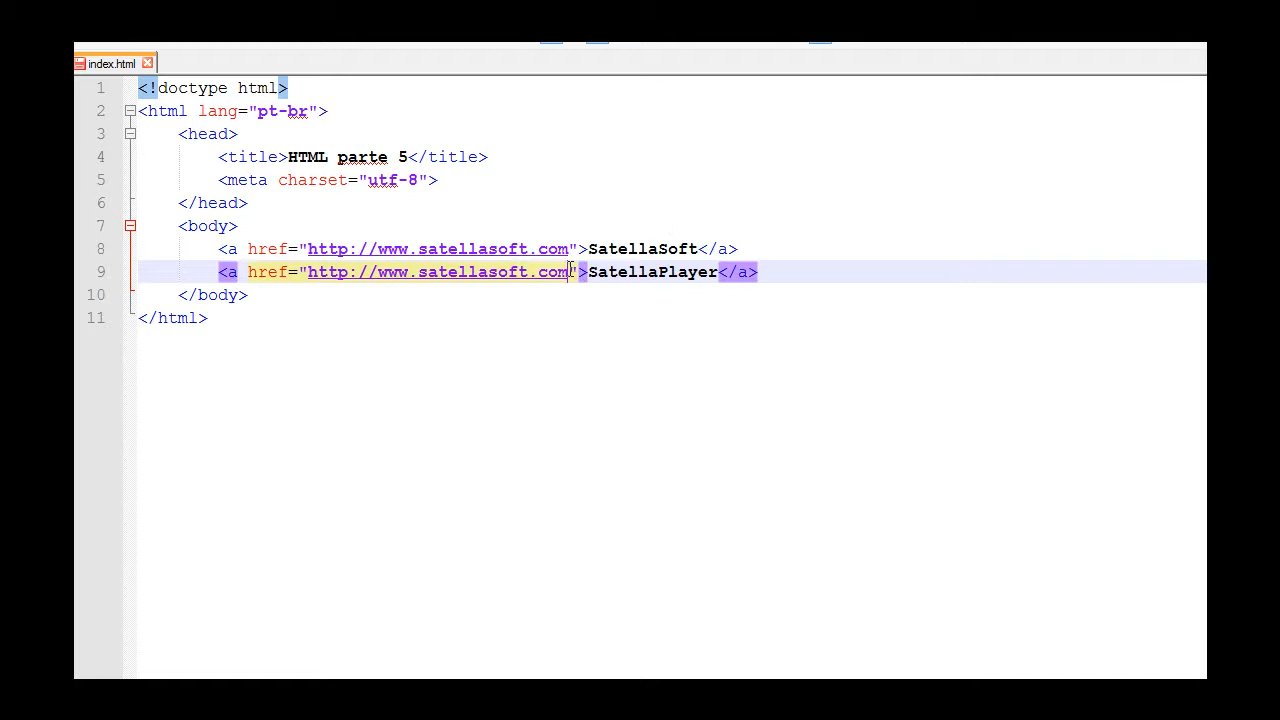 index.html
1 <!doctype html>
2 <html lang="pt-br">
3 <head>
4 <title>HTML parte 5</title>
5 <meta charset="utf-8">
6 </head>
7 <body>
8 <a href="http://www.satellasoft.com">SatellaSoft</a>
9 <a href="http://www.satellasoft.com">SatellaPlayer</a>
10 </body>
11 </html>